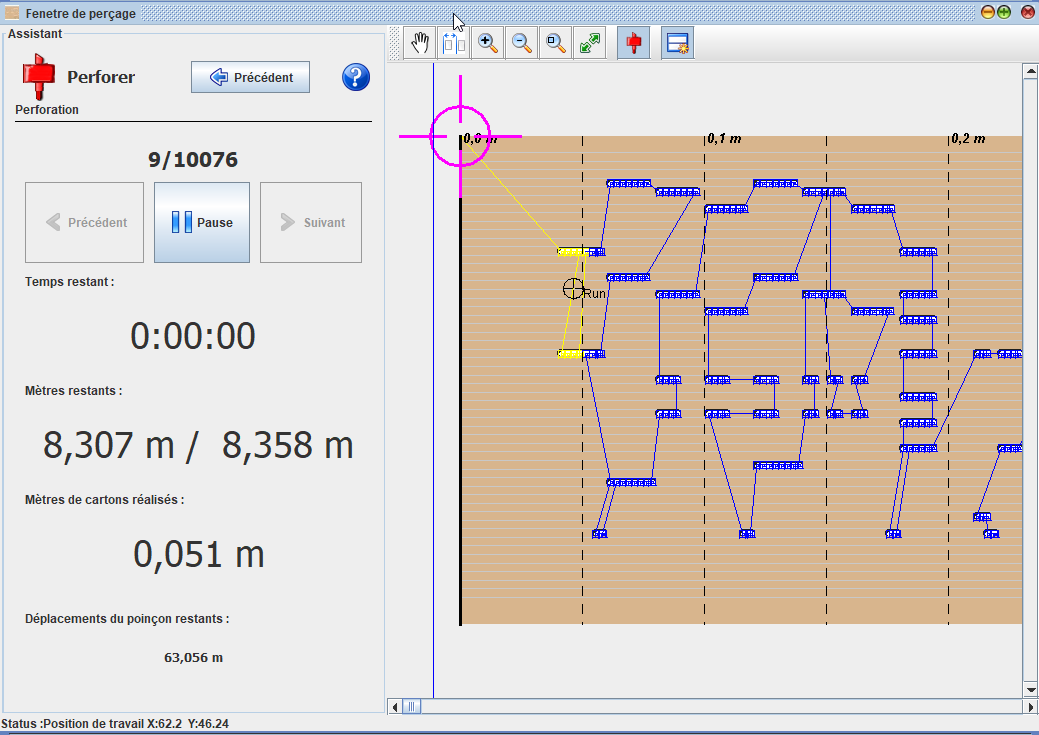 Fenetre de perçage
Assistant
Perforer
Précédent
?
Perforation
9/10076
Précédent
Pause
Suivant
Temps restant :
0:00:00
Mètres restants :
8,307 m / 8,358 m
Mètres de cartons réalisés :
0,051 m
Déplacements du poinçon restants :
63,056 m
0,0 m
0,1 m
0,2 m
Run
Status :Position de travail X:62.2 Y:46.24